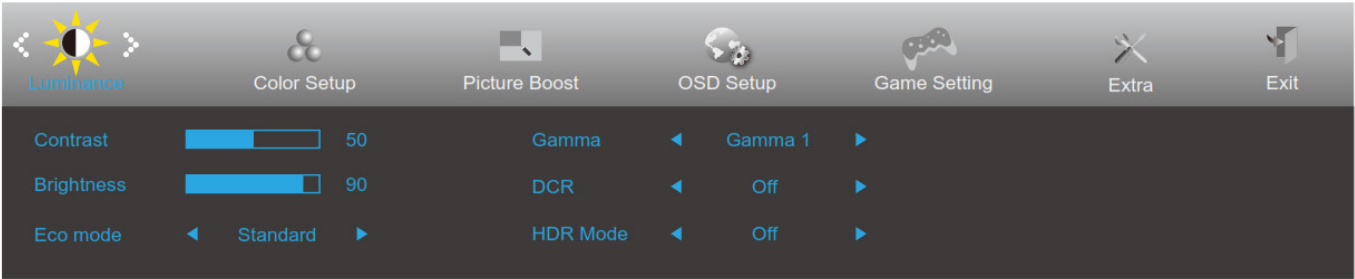 Luminance Color Setup Picture Boost OSD Setup Game Setting Extra Exit
Contrast 50 Gamma Gamma 1
Brightness 90 DCR Off
Eco mode Standard HDR Mode Off